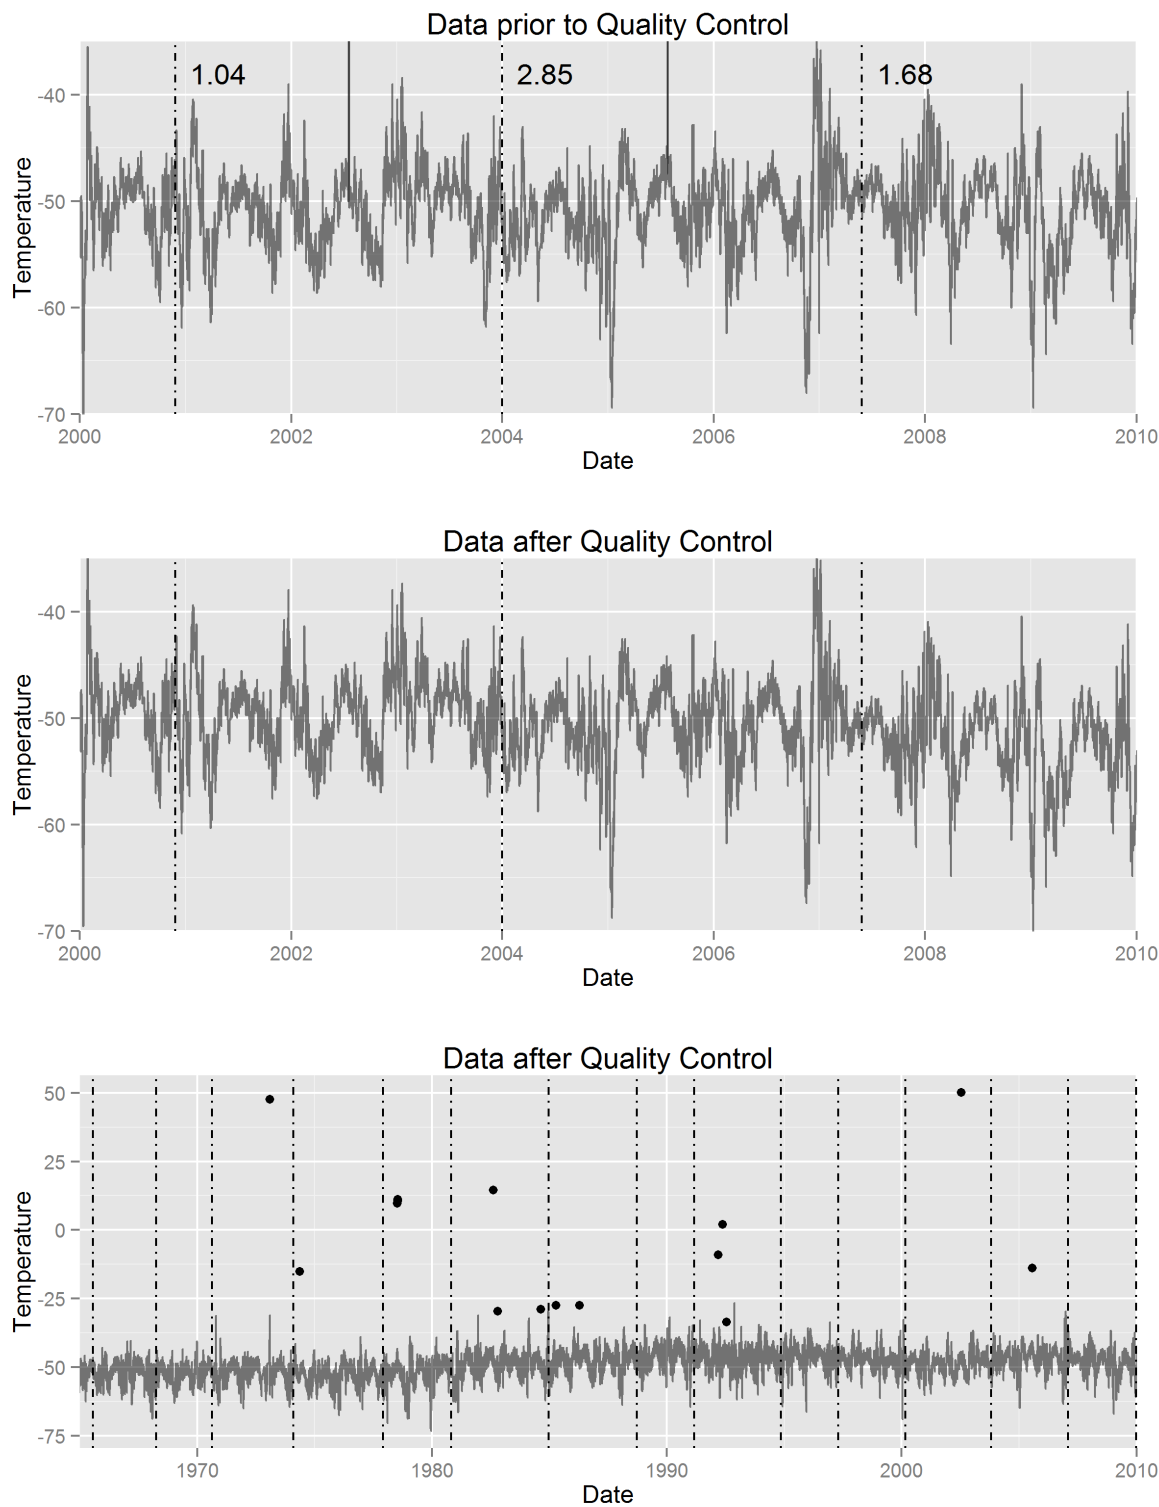 Data prior to Quality Control
1.04 2.85 1.68
-40
-50
-60
-70
Temperature
2000 2002 2004 2006 2008 2010
Date
Data after Quality Control
-40
-50
-60
-70
Temperature
2000 2002 2004 2006 2008 2010
Date
Data after Quality Control
50
25
0
-25
-50
-75
Temperature
1970 1980 1990 2000 2010
Date